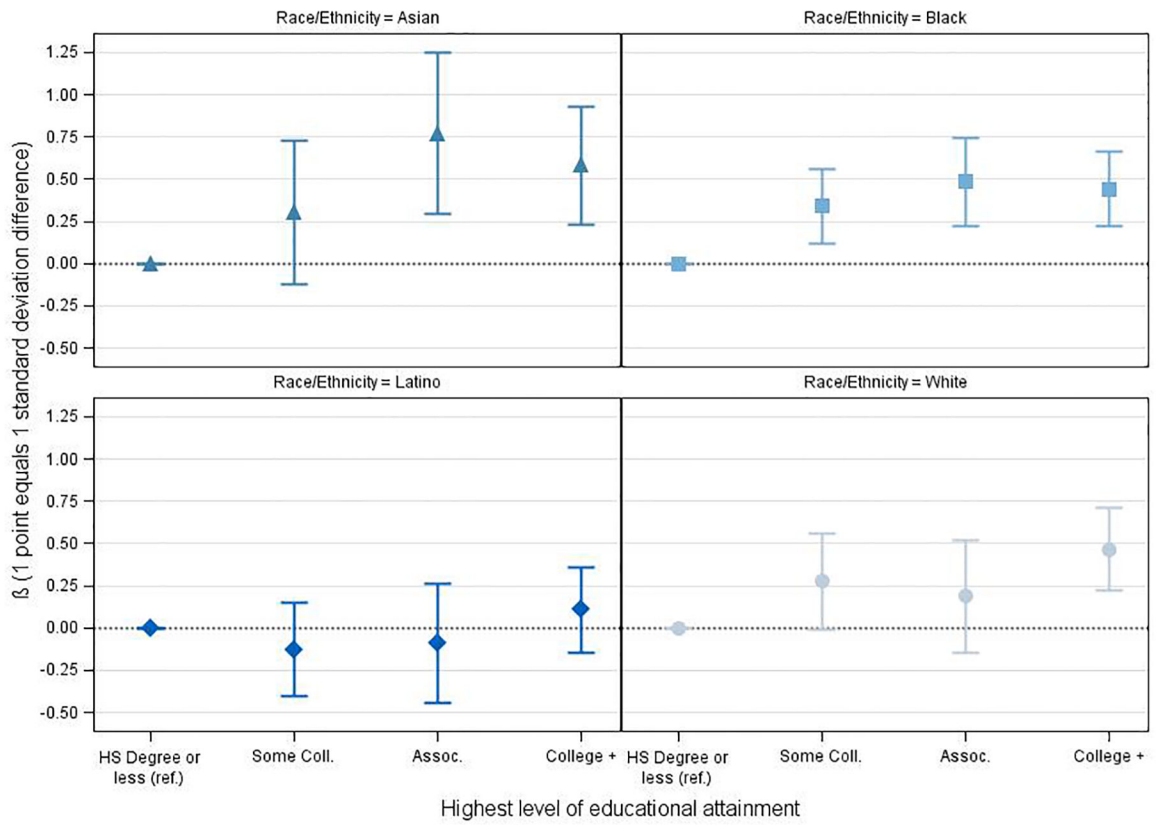 Race/Ethnicity = Asian
Race/Ethnicity = Black
1.25
1.00
0.75
0.50
0.25
0.00
-0.25
-0.50
Race/Ethnicity = Latino
Race/Ethnicity = White
1.25
1.00
0.75
0.50
0.25
0.00
-0.25
-0.50
ß (1 point equals 1 standard deviation difference)
HS Degree or
less (ref.)
Some Coll.
Assoc.
College +
HS Degree or
less (ref.)
Some Coll.
Assoc.
College +
Highest level of educational attainment